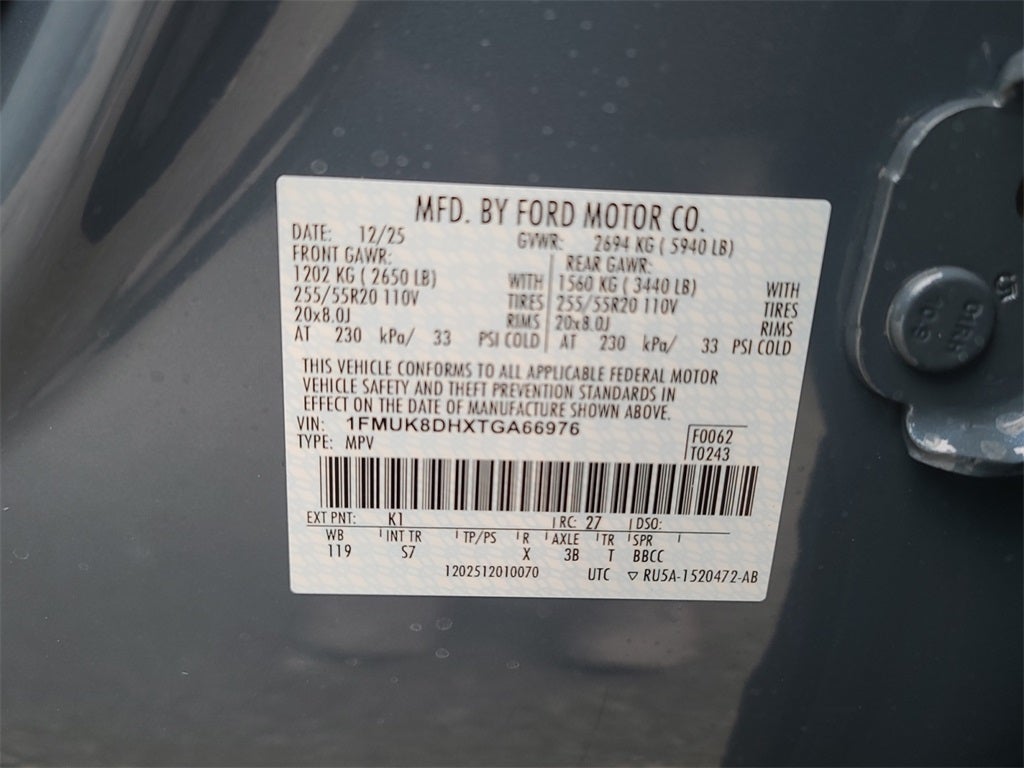 MFD. BY FORD MOTOR CO.
DATE: 12/25 GVWR: 2694 KG ( 5940 LB)
FRONT GAWR: REAR GAWR:
1202 KG ( 2650 LB) WITH 1560 KG ( 3440 LB) WITH
255/55R20 110V TIRES 255/55R20 110V TIRES
20x8.0J RIMS 20x8.0J RIMS
AT 230 kPa/ 33 PSI COLD AT 230 kPa/ 33 PSI COLD
THIS VEHICLE CONFORMS TO ALL APPLICABLE FEDERAL MOTOR
VEHICLE SAFETY AND THEFT PREVENTION STANDARDS IN
EFFECT ON THE DATE OF MANUFACTURE SHOWN ABOVE.
VIN: 1FMUK8DHXTGA66976 F0062
TYPE: MPV T0243
EXT PNT: K1 RC: 27 DSO:
WB INT TR TP/PS R AXLE TR SPR
119 S7 X 3B T BBCC
1202512010070 UTC ▽ RU5A-1520472-AB